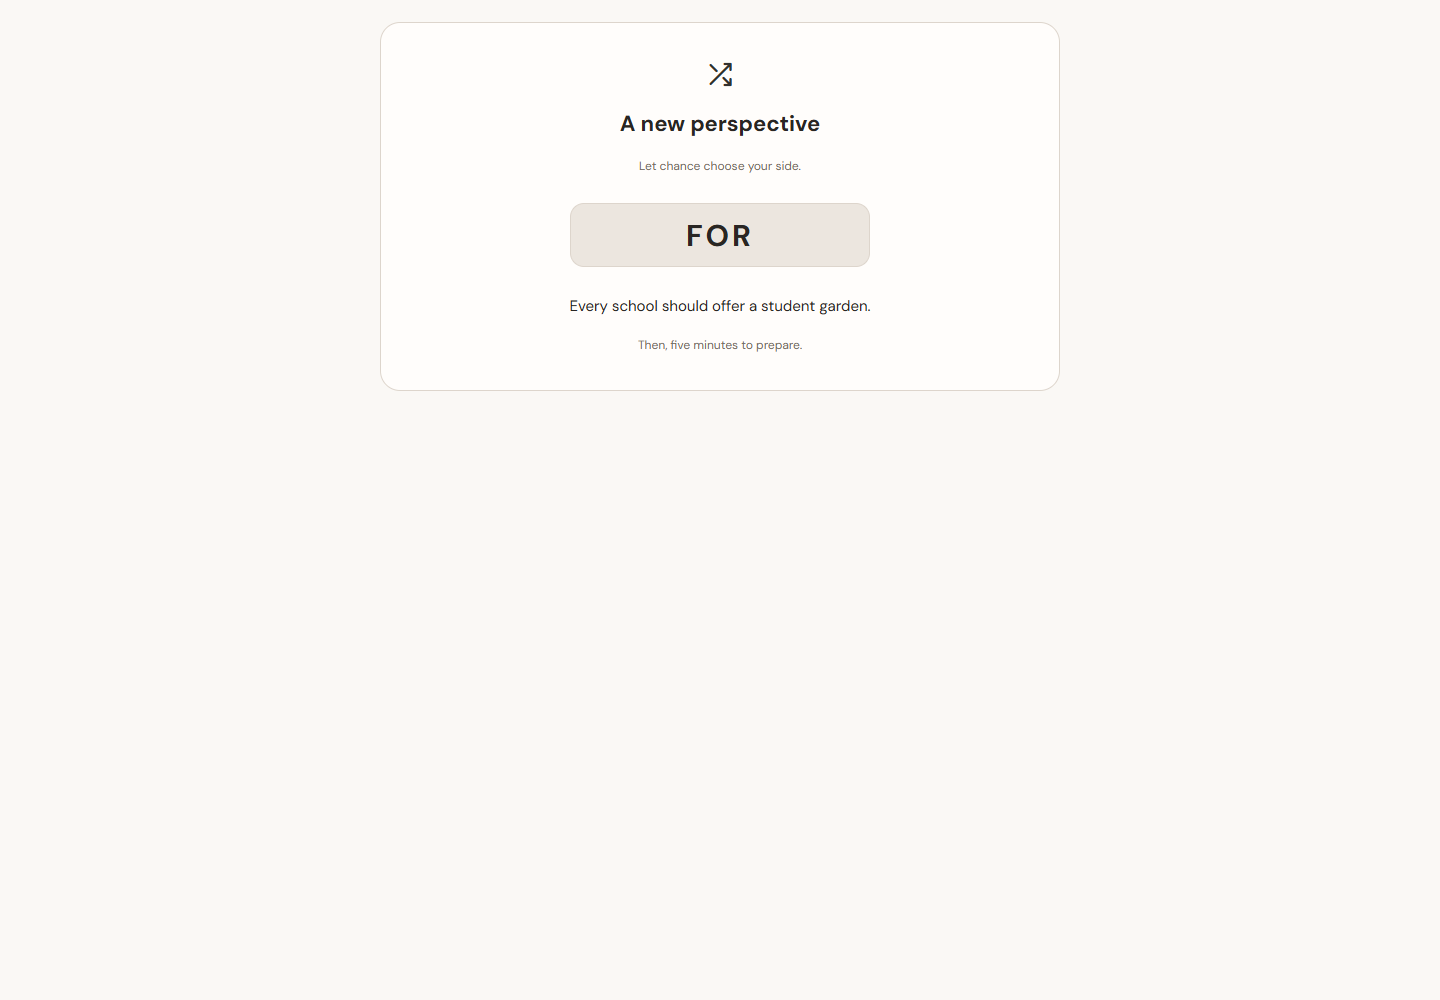 A new perspective
Let chance choose your side.
FOR
Every school should offer a student garden.
Then, five minutes to prepare.